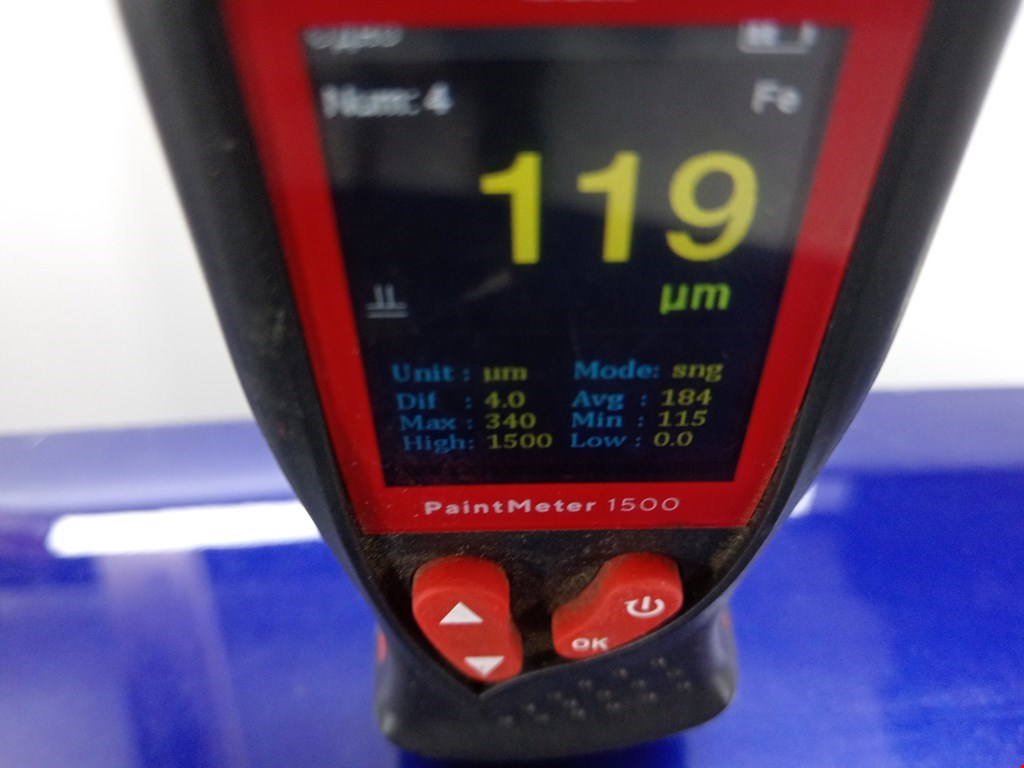 Num: 4 Fe
119
µm
Unit : µm Mode: sng
Dif : 4.0 Avg : 184
Max : 340 Min : 115
High: 1500 Low : 0.0
PaintMeter 1500
OK